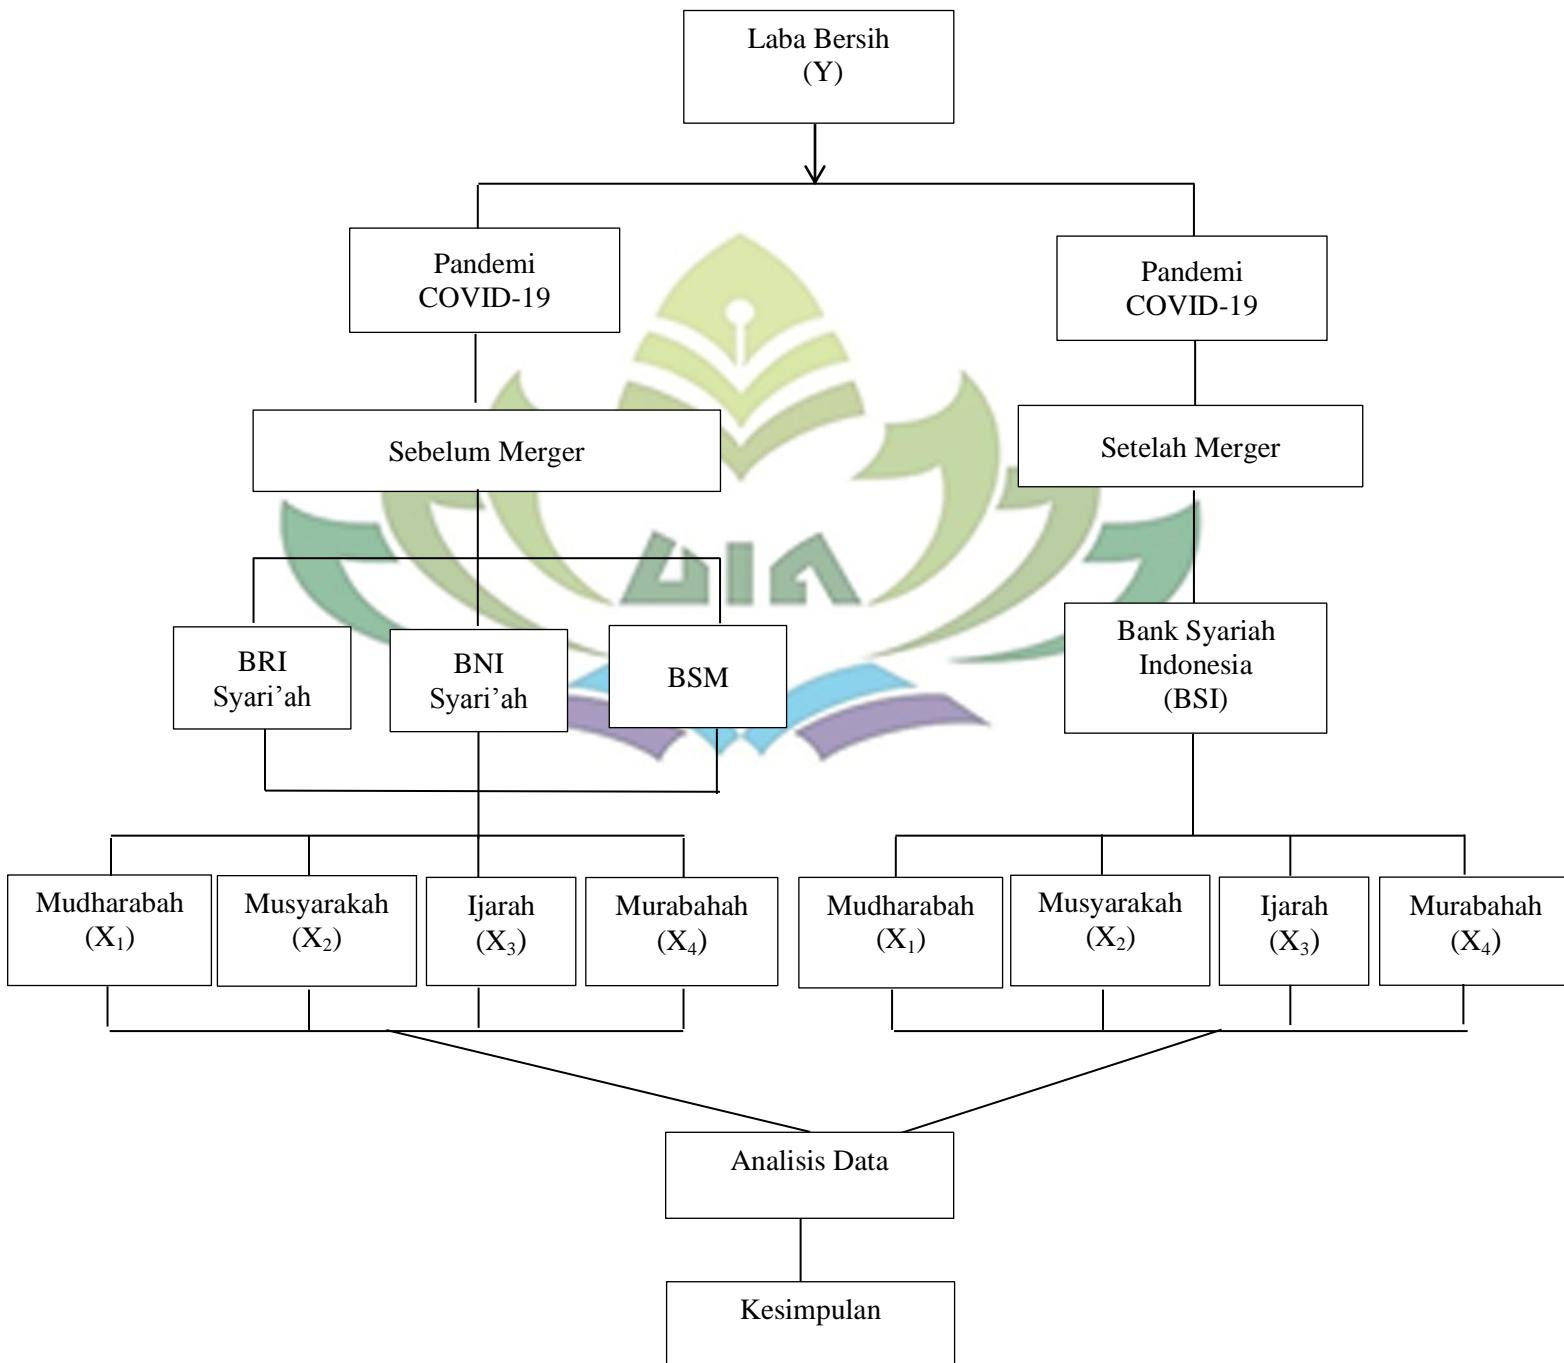 Laba Bersih
(Y)
Pandemi
COVID-19
Pandemi
COVID-19
Sebelum Merger
Setelah Merger
UIN
BRI
Syari’ah
BNI
Syari’ah
BSM
Bank Syariah
Indonesia
(BSI)
Mudharabah
(X₁)
Musyarakah
(X₂)
Ijarah
(X₃)
Murabahah
(X₄)
Mudharabah
(X₁)
Musyarakah
(X₂)
Ijarah
(X₃)
Murabahah
(X₄)
Analisis Data
Kesimpulan